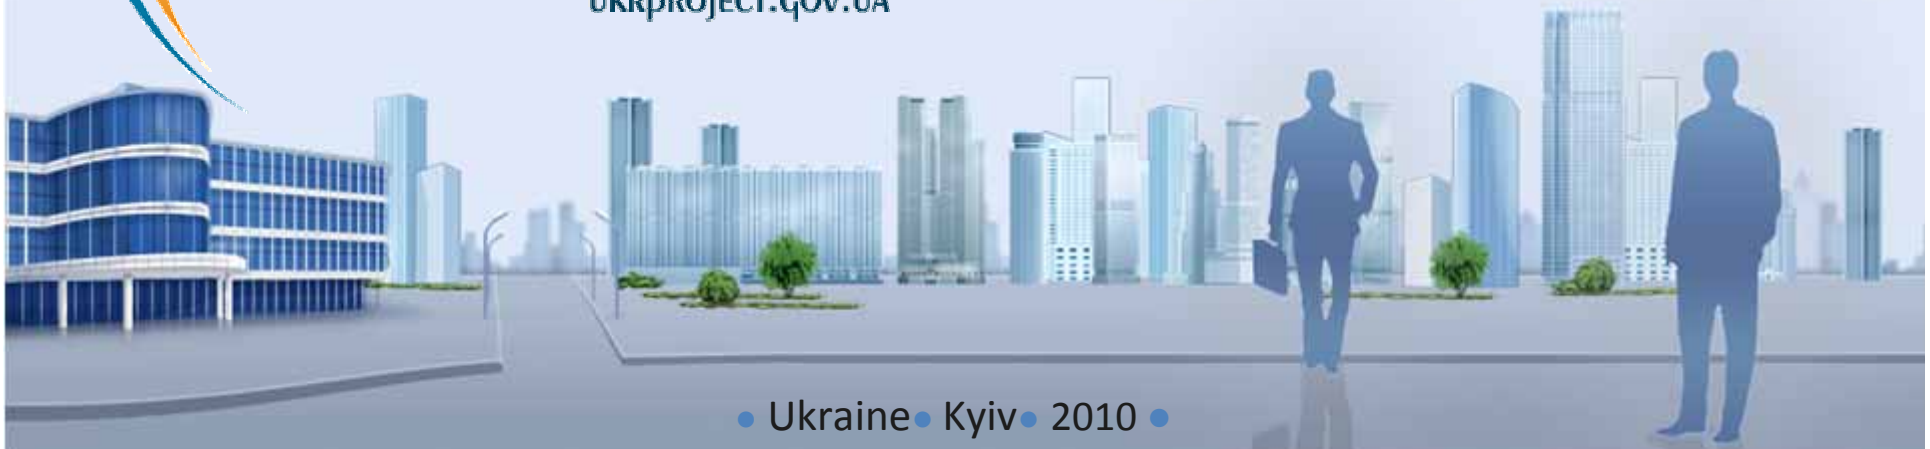 UKRPROJECT.GOV.UA
• Ukraine • Kyiv • 2010 •